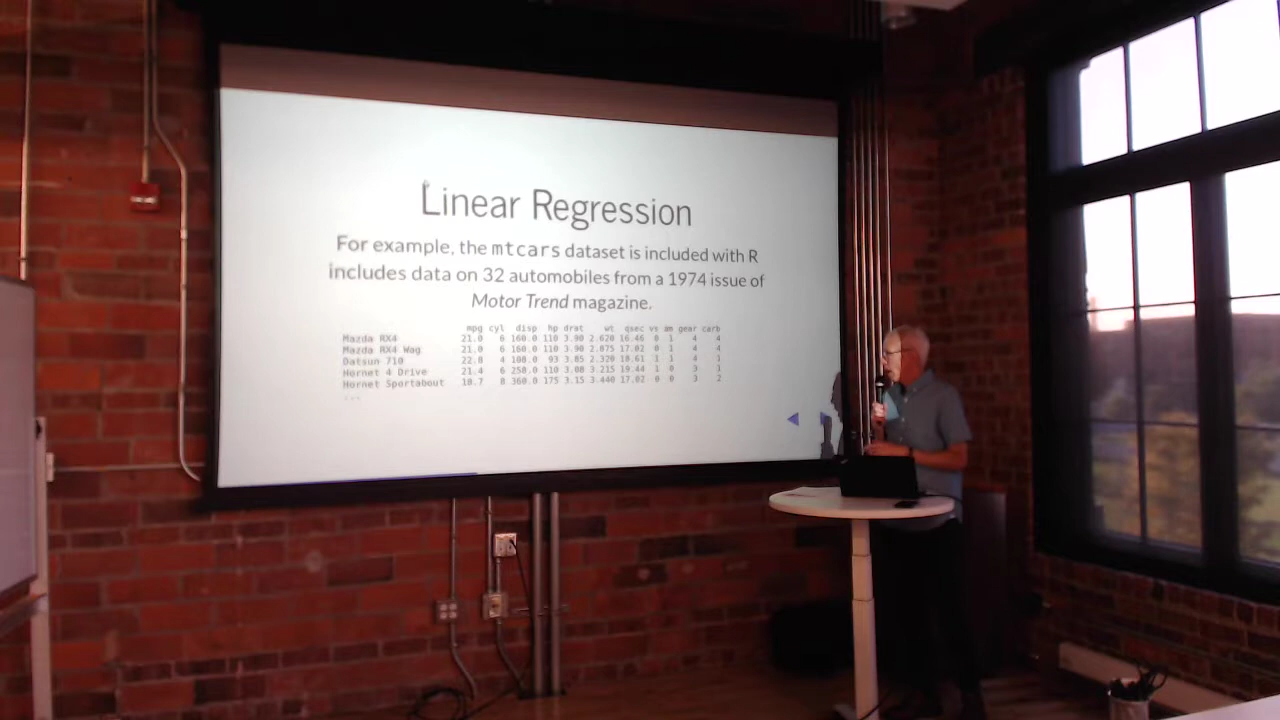 Linear Regression
For example, the mtcars dataset is included with R
includes data on 32 automobiles from a 1974 issue of
Motor Trend magazine.
mpg cyl disp hp drat wt qsec vs am gear carb
Mazda RX4 21.0 6 160.0 110 3.90 2.620 16.46 0 1 4 4
Mazda RX4 Wag 21.0 6 160.0 110 3.90 2.875 17.02 0 1 4 4
Datsun 710 22.8 4 108.0 93 3.85 2.320 18.61 1 1 4 1
Hornet 4 Drive 21.4 6 258.0 110 3.08 3.215 19.44 1 0 3 1
Hornet Sportabout 18.7 8 360.0 175 3.15 3.440 17.02 0 0 3 2
...